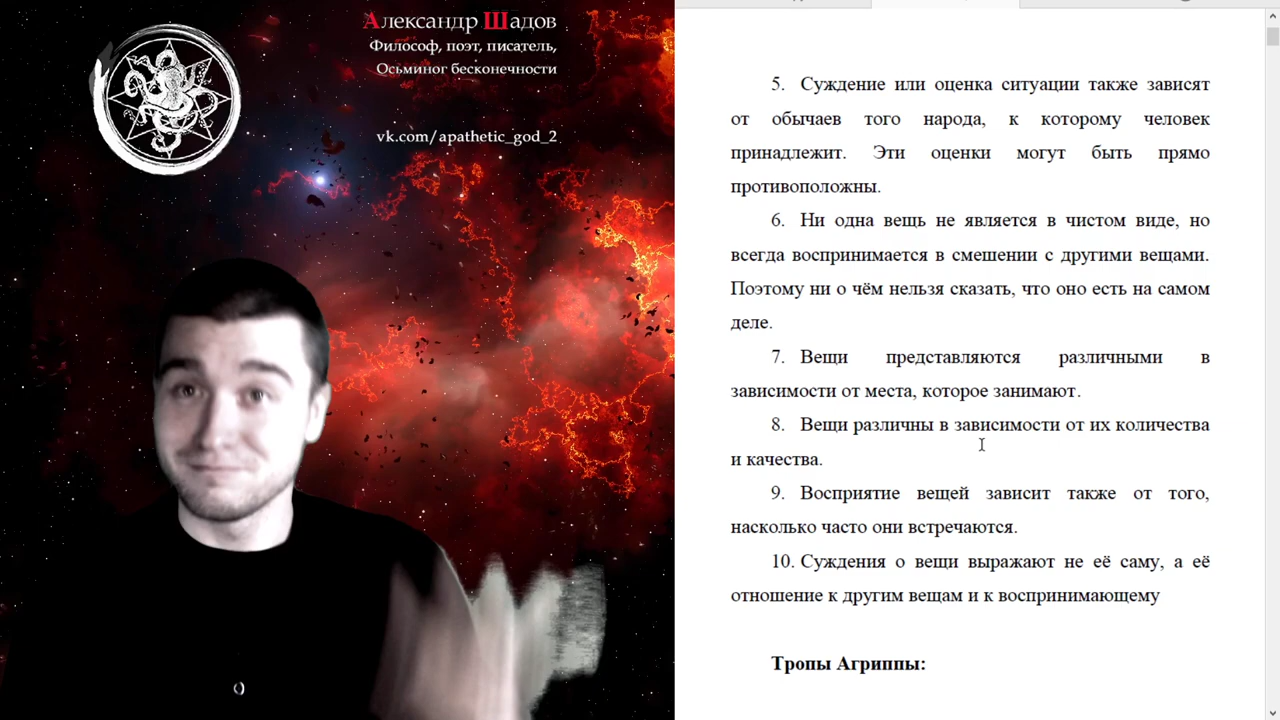 Александр Шадов
Философ, поэт, писатель,
Осьминог бесконечности
vk.com/apathetic_god_2
5. Суждение или оценка ситуации также зависят
от обычаев того народа, к которому человек
принадлежит. Эти оценки могут быть прямо
противоположны.
6. Ни одна вещь не является в чистом виде, но
всегда воспринимается в смешении с другими вещами.
Поэтому ни о чём нельзя сказать, что оно есть на самом
деле.
7. Вещи представляются различными в
зависимости от места, которое занимают.
8. Вещи различны в зависимости от их количества
и качества.
9. Восприятие вещей зависит также от того,
насколько часто они встречаются.
10. Суждения о вещи выражают не её саму, а её
отношение к другим вещам и к воспринимающему
Тропы Агриппы: